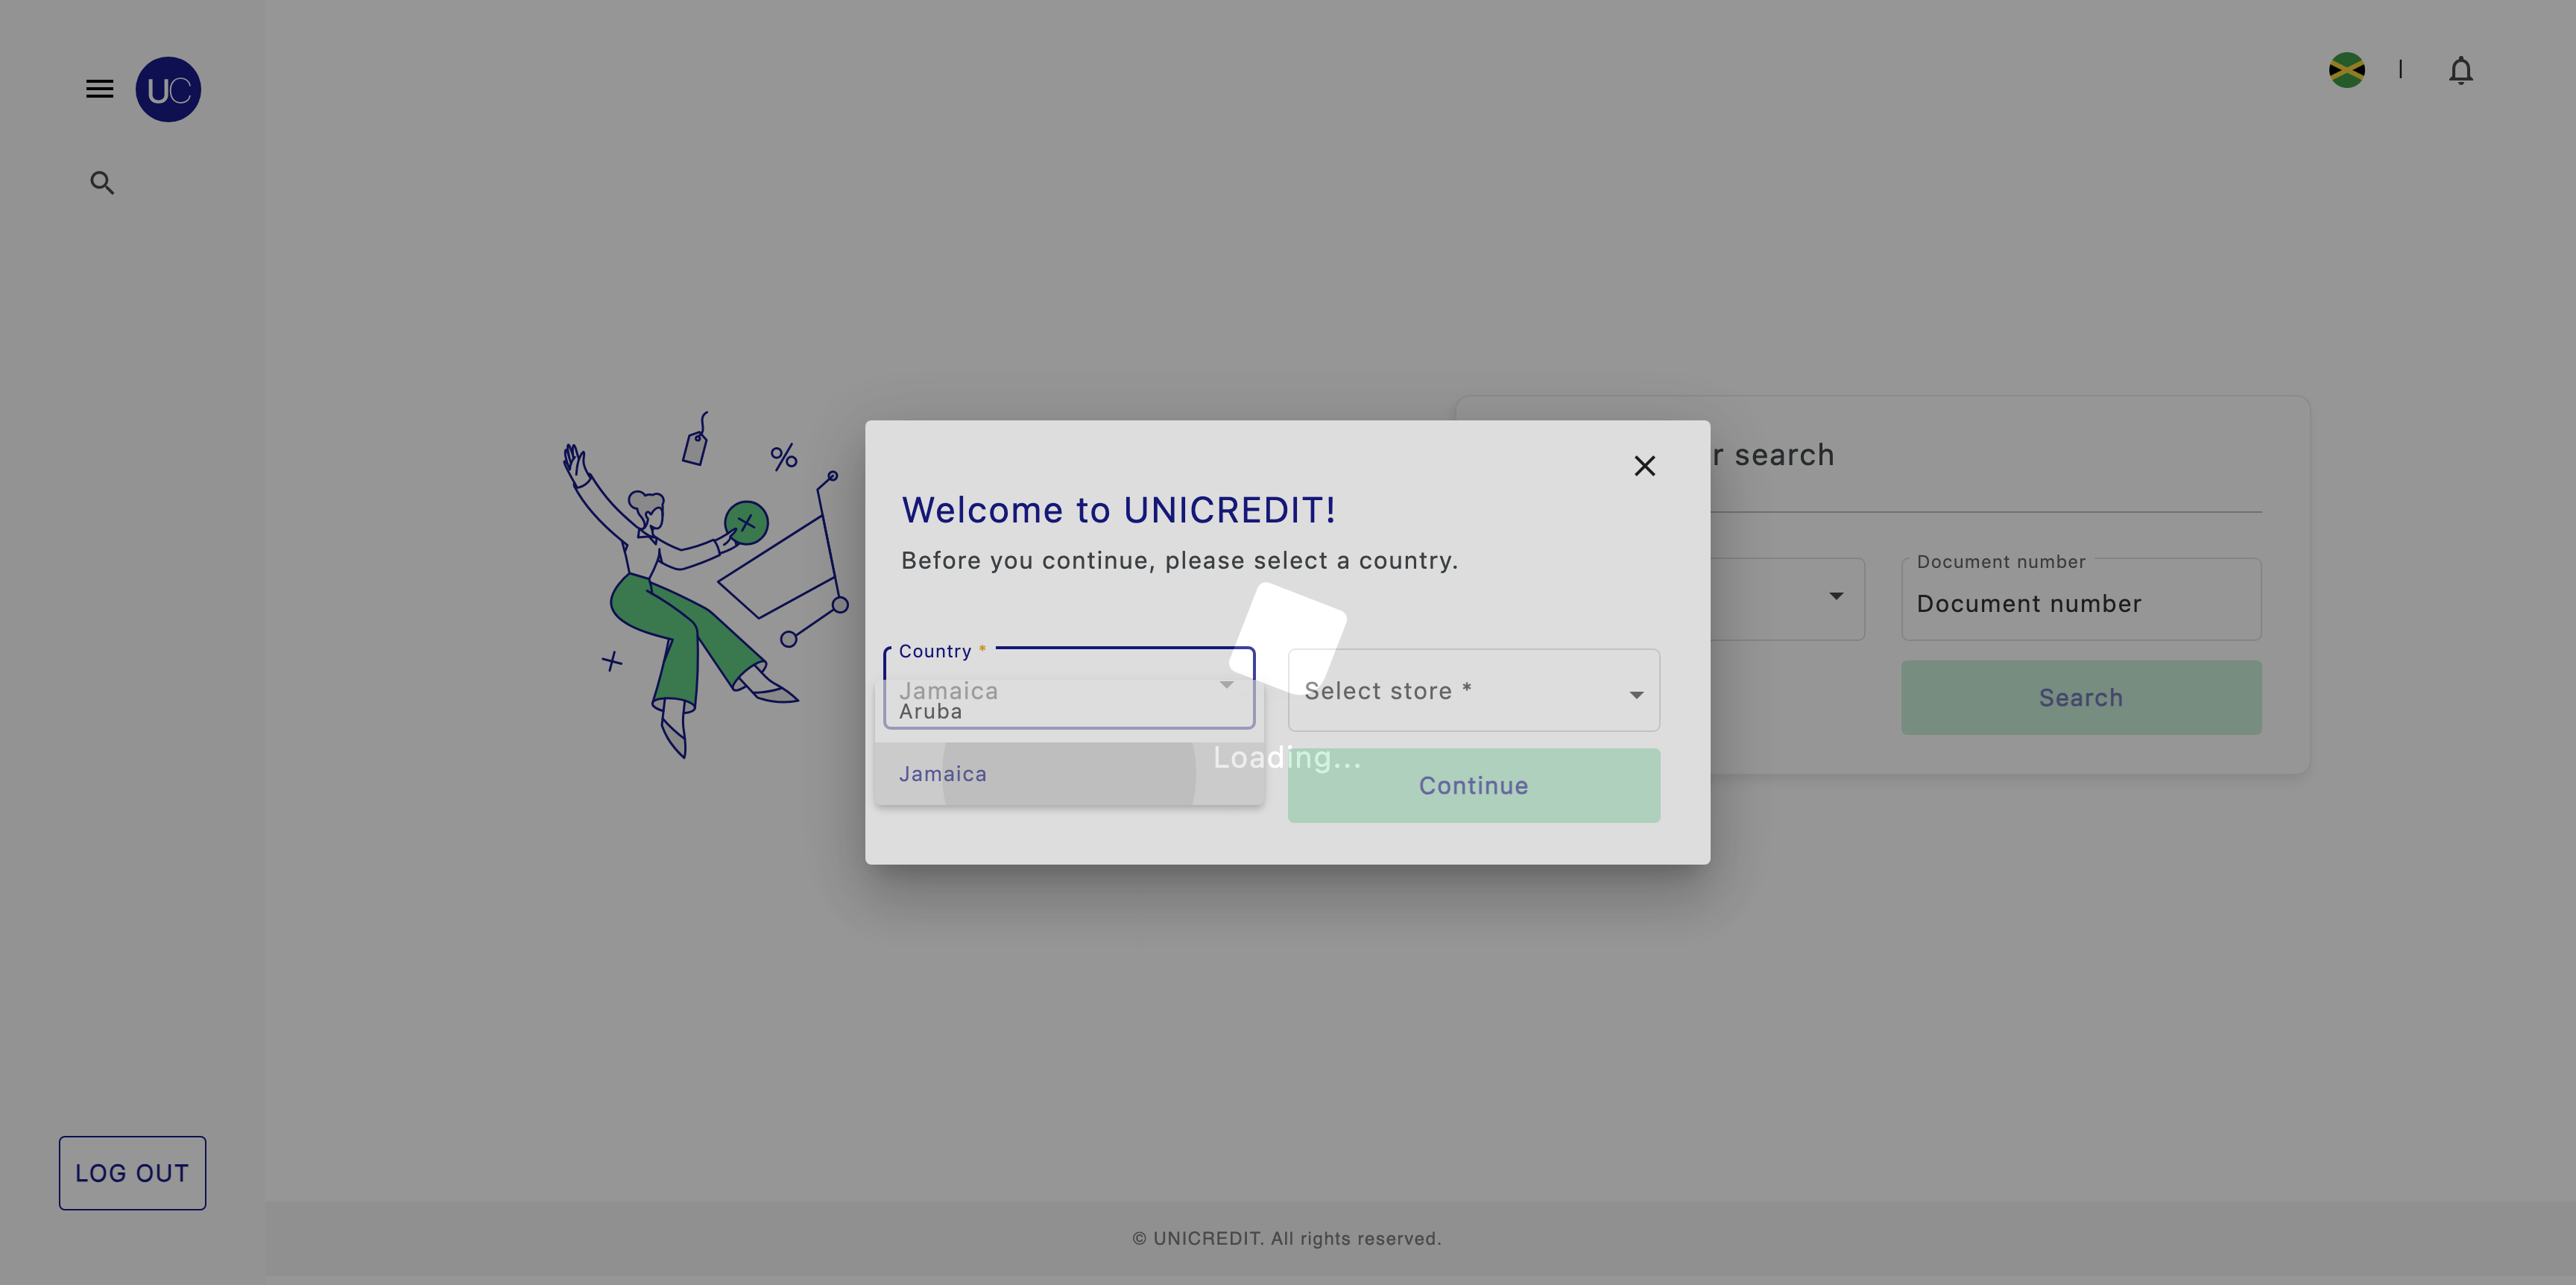 UC
r search
Welcome to UNICREDIT!
Before you continue, please select a country.
Document number
Document number
Country *
Jamaica
Select store *
Aruba
Search
Loading...
Jamaica
Continue
LOG OUT
© UNICREDIT. All rights reserved.